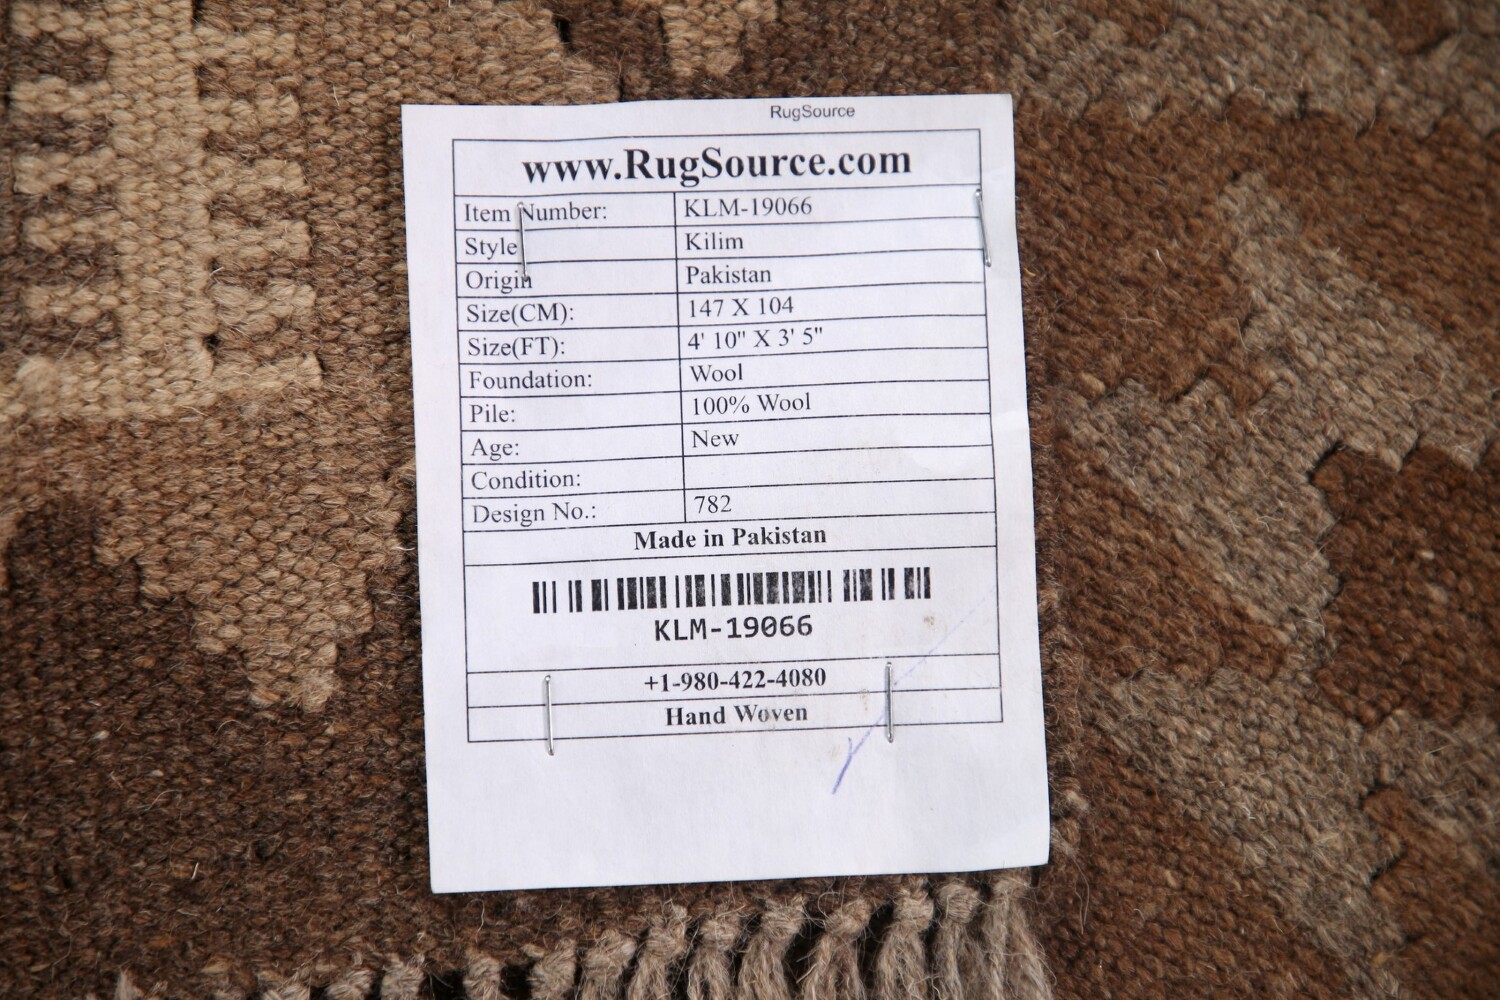 RugSource
www.RugSource.com
Item Number: KLM-19066
Style Kilim
Origin Pakistan
Size(CM): 147 X 104
Size(FT): 4' 10" X 3' 5"
Foundation: Wool
Pile: 100% Wool
Age: New
Condition:
Design No.: 782
Made in Pakistan
KLM-19066
+1-980-422-4080
Hand Woven